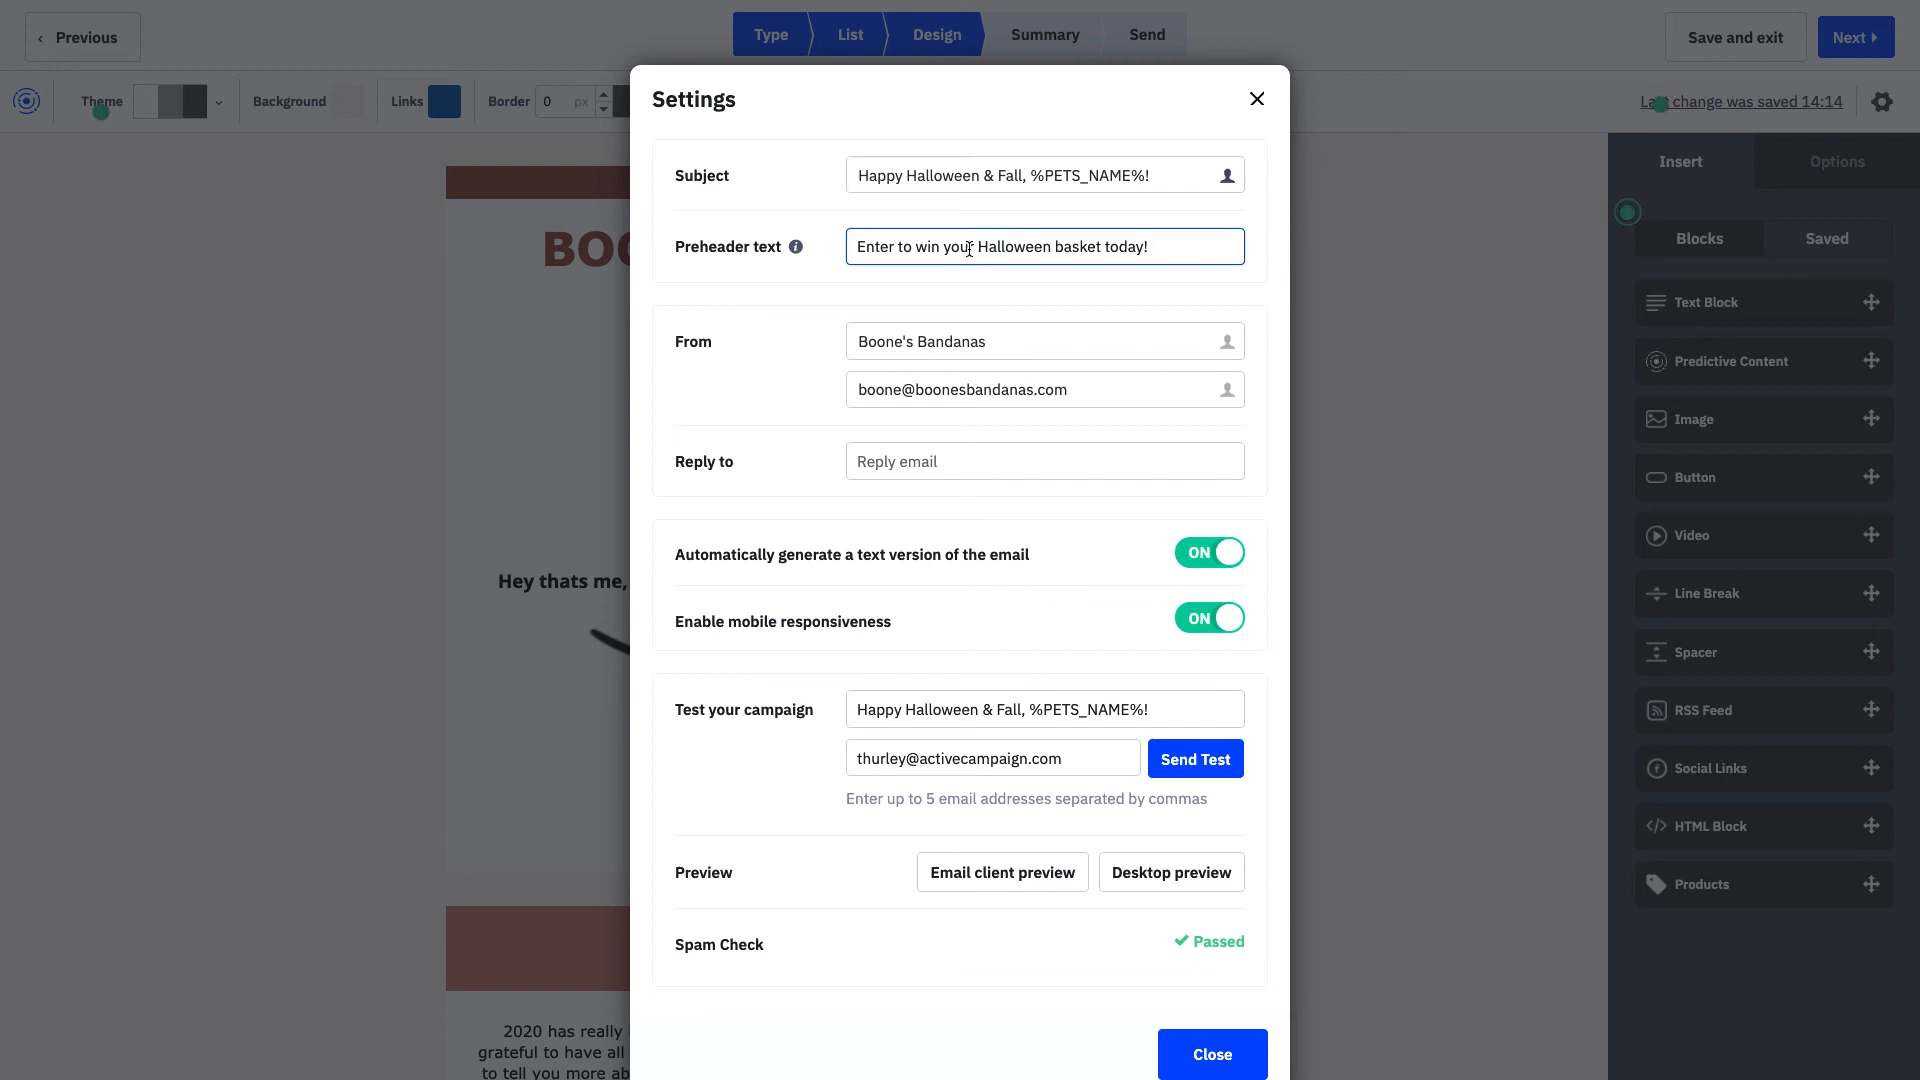 Previous
Type
List
Design
Summary
Send
Save and exit
Next
Theme
Background
Links
Border
0
px
Last change was saved 14:14
Settings
Subject
Happy Halloween & Fall, %PETS_NAME%!
Preheader text
Enter to win your Halloween basket today!
From
Boone's Bandanas
boone@boonesbandanas.com
Reply to
Reply email
Automatically generate a text version of the email
ON
Enable mobile responsiveness
ON
Test your campaign
Happy Halloween & Fall, %PETS_NAME%!
thurley@activecampaign.com
Send Test
Enter up to 5 email addresses separated by commas
Preview
Email client preview
Desktop preview
Spam Check
Passed
Close
BOO
Hey thats me,
2020 has really
grateful to have all
to tell you more ab
Insert
Options
Blocks
Saved
Text Block
Predictive Content
Image
Button
Video
Line Break
Spacer
RSS Feed
Social Links
HTML Block
Products